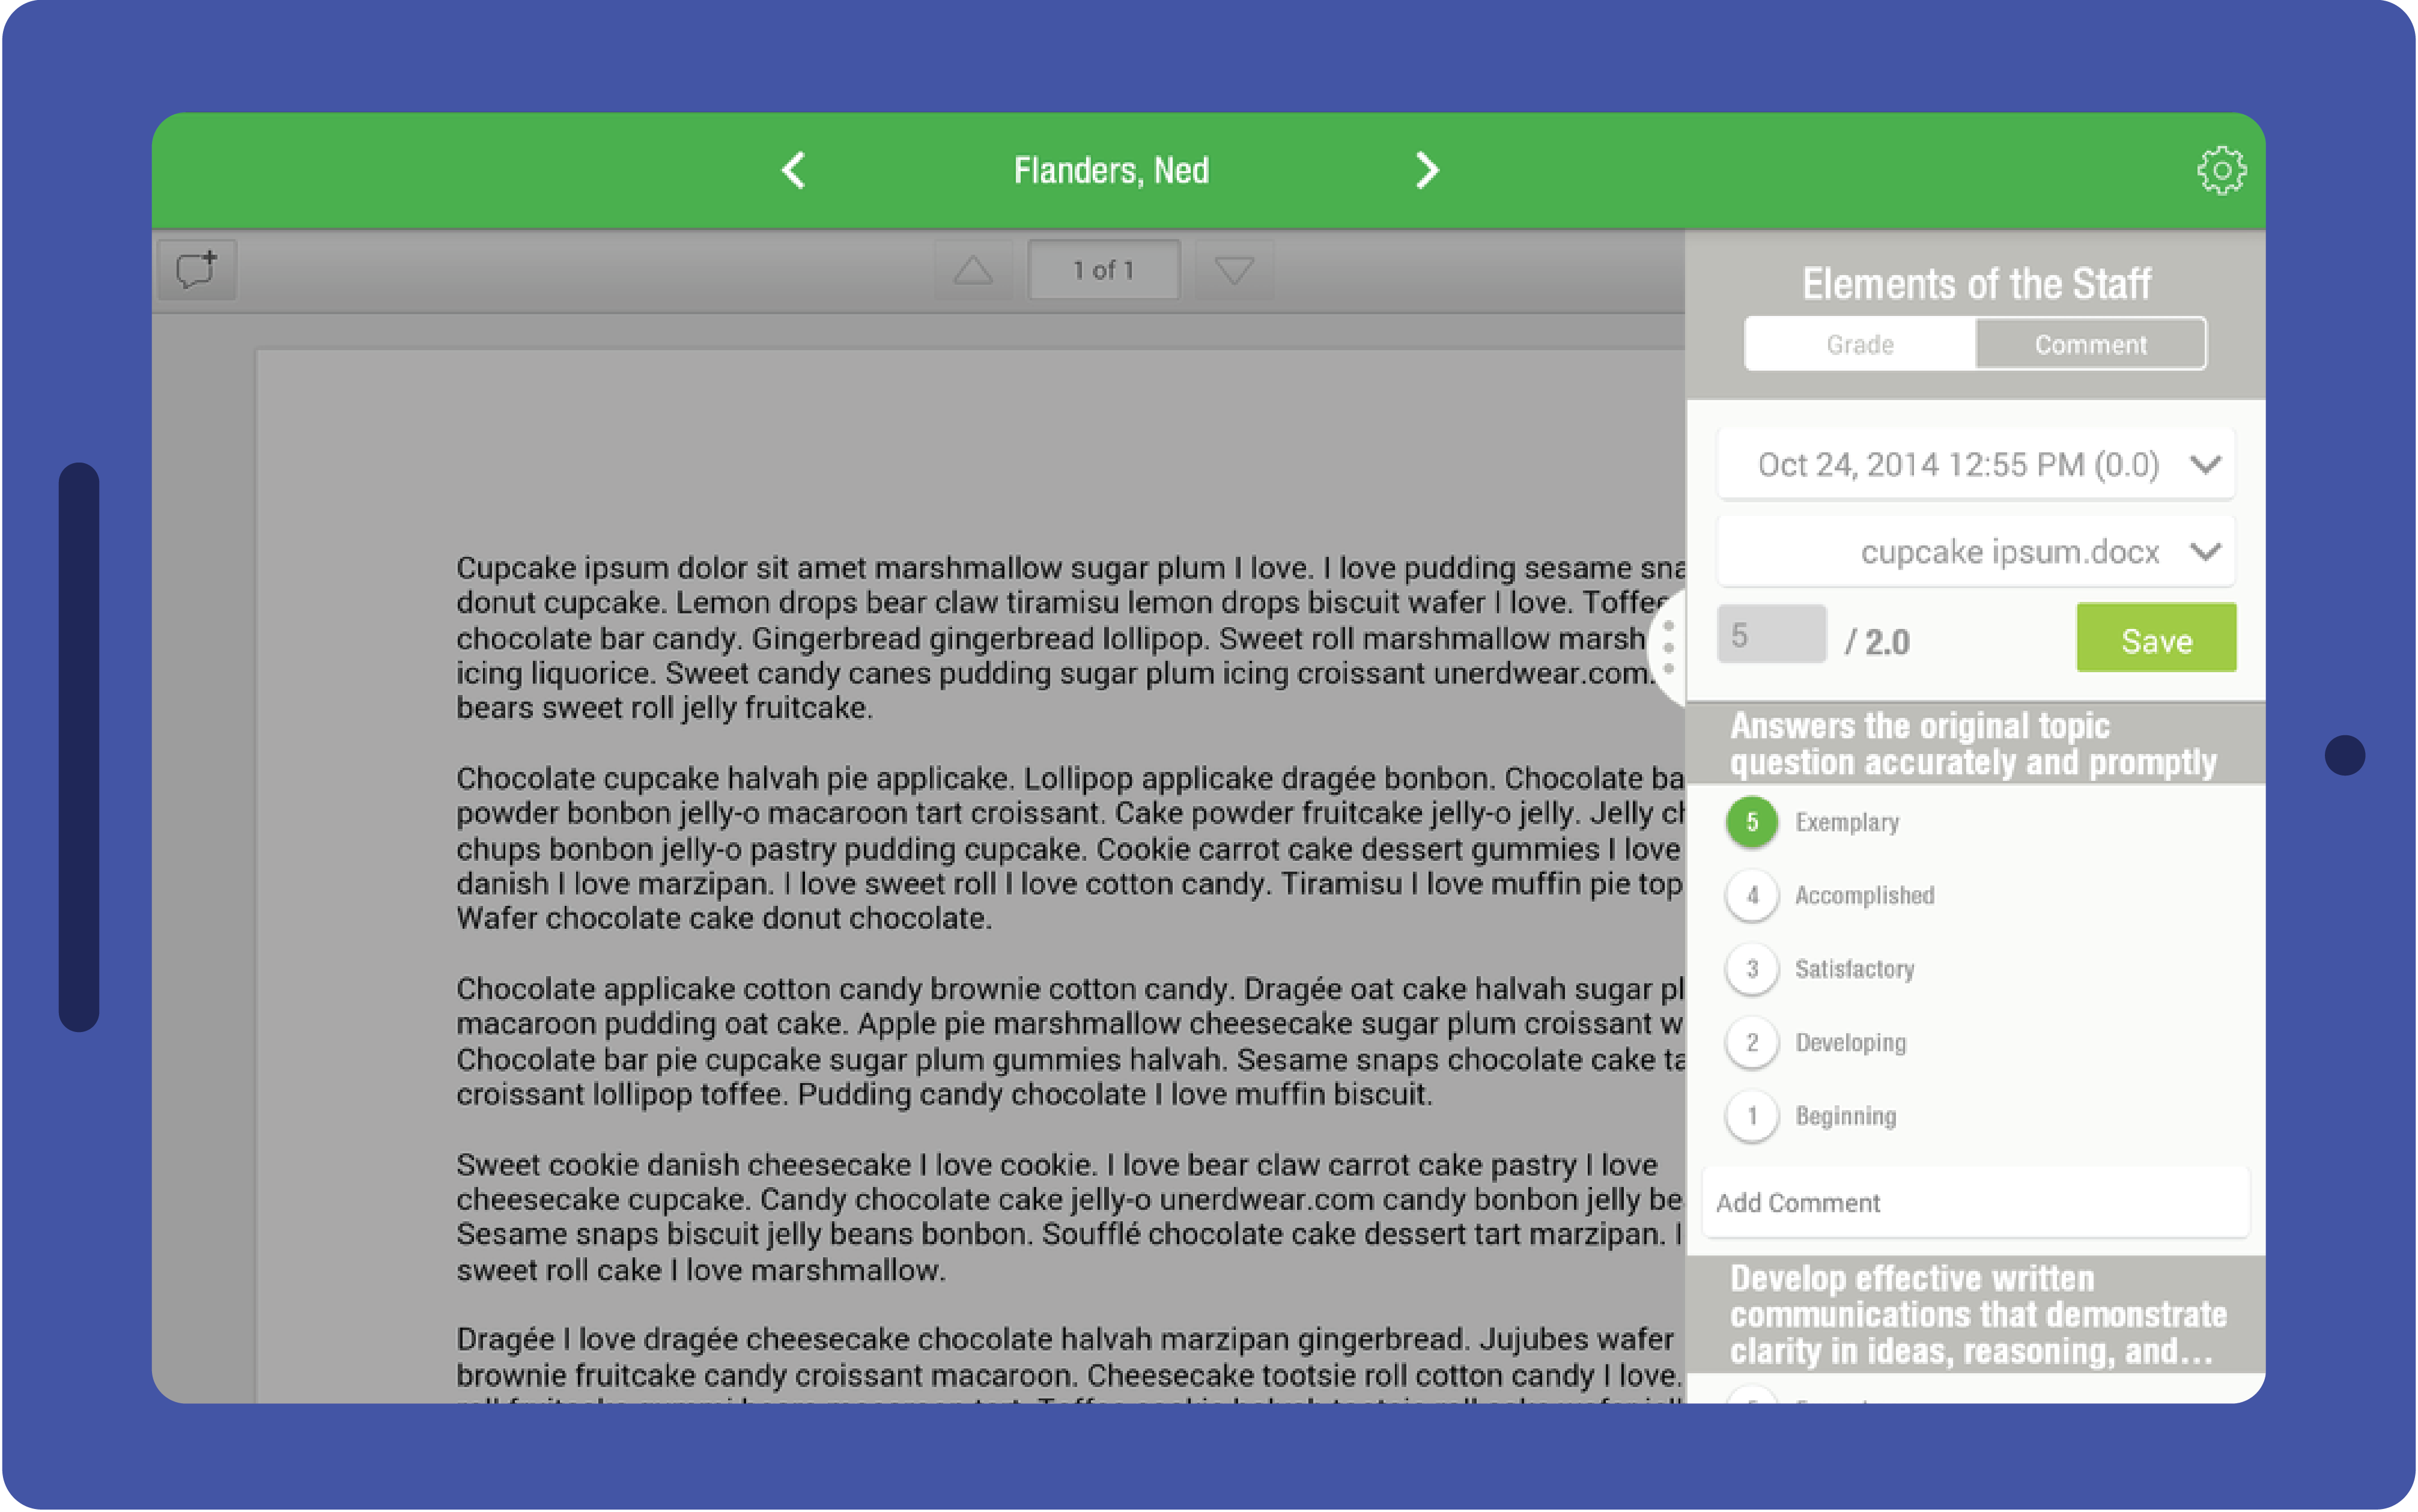 Flanders, Ned
1 of 1
Cupcake ipsum dolor sit amet marshmallow sugar plum I love. I love pudding sesame sna
donut cupcake. Lemon drops bear claw tiramisu lemon drops biscuit wafer I love. Toffee
chocolate bar candy. Gingerbread gingerbread lollipop. Sweet roll marshmallow marsh
icing liquorice. Sweet candy canes pudding sugar plum icing croissant unerdwear.com.
bears sweet roll jelly fruitcake.
Chocolate cupcake halvah pie applicake. Lollipop applicake dragée bonbon. Chocolate ba
powder bonbon jelly-o macaroon tart croissant. Cake powder fruitcake jelly-o jelly. Jelly ch
chups bonbon jelly-o pastry pudding cupcake. Cookie carrot cake dessert gummies I love
danish I love marzipan. I love sweet roll I love cotton candy. Tiramisu I love muffin pie top
Wafer chocolate cake donut chocolate.
Chocolate applicake cotton candy brownie cotton candy. Dragée oat cake halvah sugar pl
macaroon pudding oat cake. Apple pie marshmallow cheesecake sugar plum croissant w
Chocolate bar pie cupcake sugar plum gummies halvah. Sesame snaps chocolate cake ta
croissant lollipop toffee. Pudding candy chocolate I love muffin biscuit.
Sweet cookie danish cheesecake I love cookie. I love bear claw carrot cake pastry I love
cheesecake cupcake. Candy chocolate cake jelly-o unerdwear.com candy bonbon jelly be
Sesame snaps biscuit jelly beans bonbon. Soufflé chocolate cake dessert tart marzipan. I
sweet roll cake I love marshmallow.
Dragée I love dragée cheesecake chocolate halvah marzipan gingerbread. Jujubes wafer
brownie fruitcake candy croissant macaroon. Cheesecake tootsie roll cotton candy I love.
Elements of the Staff
Grade Comment
Oct 24, 2014 12:55 PM (0.0)
cupcake ipsum.docx
5 / 2.0 Save
Answers the original topic
question accurately and promptly
5 Exemplary
4 Accomplished
3 Satisfactory
2 Developing
1 Beginning
Add Comment
Develop effective written
communications that demonstrate
clarity in ideas, reasoning, and...